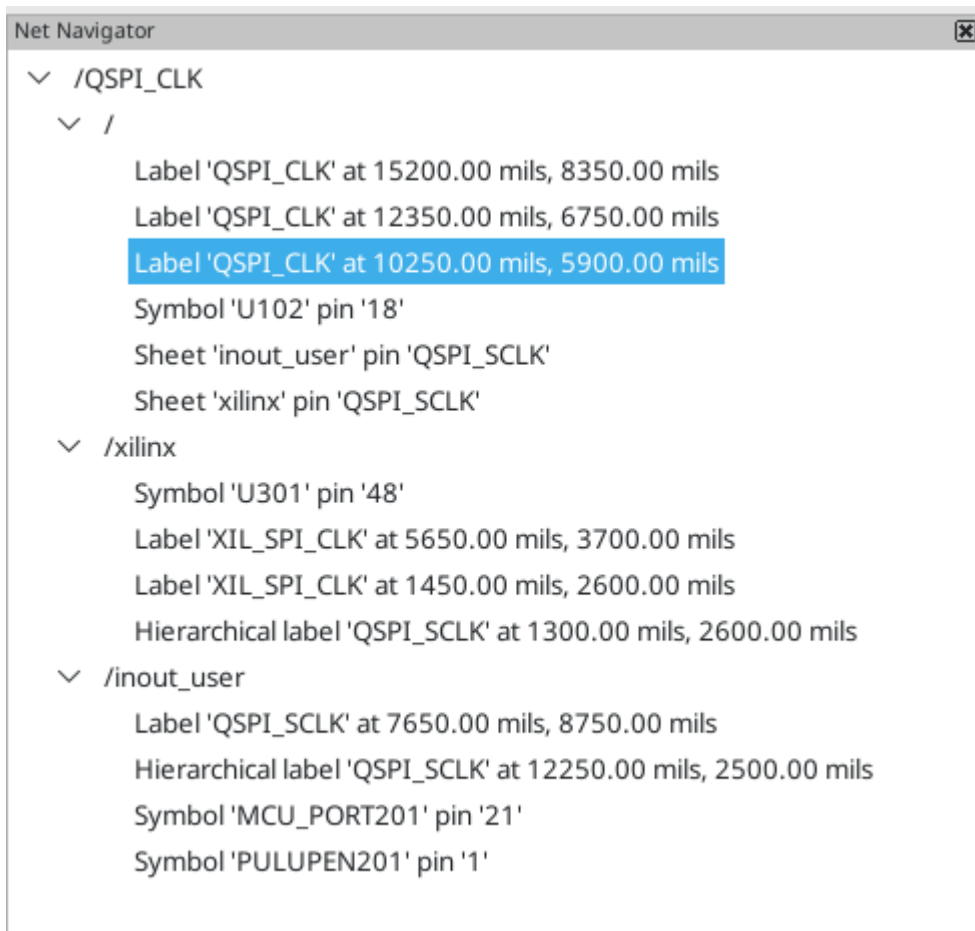 Net Navigator
/QSPI_CLK
/
Label 'QSPI_CLK' at 15200.00 mils, 8350.00 mils
Label 'QSPI_CLK' at 12350.00 mils, 6750.00 mils
Label 'QSPI_CLK' at 10250.00 mils, 5900.00 mils
Symbol 'U102' pin '18'
Sheet 'inout_user' pin 'QSPI_SCLK'
Sheet 'xilinx' pin 'QSPI_SCLK'
/xilinx
Symbol 'U301' pin '48'
Label 'XIL_SPI_CLK' at 5650.00 mils, 3700.00 mils
Label 'XIL_SPI_CLK' at 1450.00 mils, 2600.00 mils
Hierarchical label 'QSPI_SCLK' at 1300.00 mils, 2600.00 mils
/inout_user
Label 'QSPI_SCLK' at 7650.00 mils, 8750.00 mils
Hierarchical label 'QSPI_SCLK' at 12250.00 mils, 2500.00 mils
Symbol 'MCU_PORT201' pin '21'
Symbol 'PULUPEN201' pin '1'